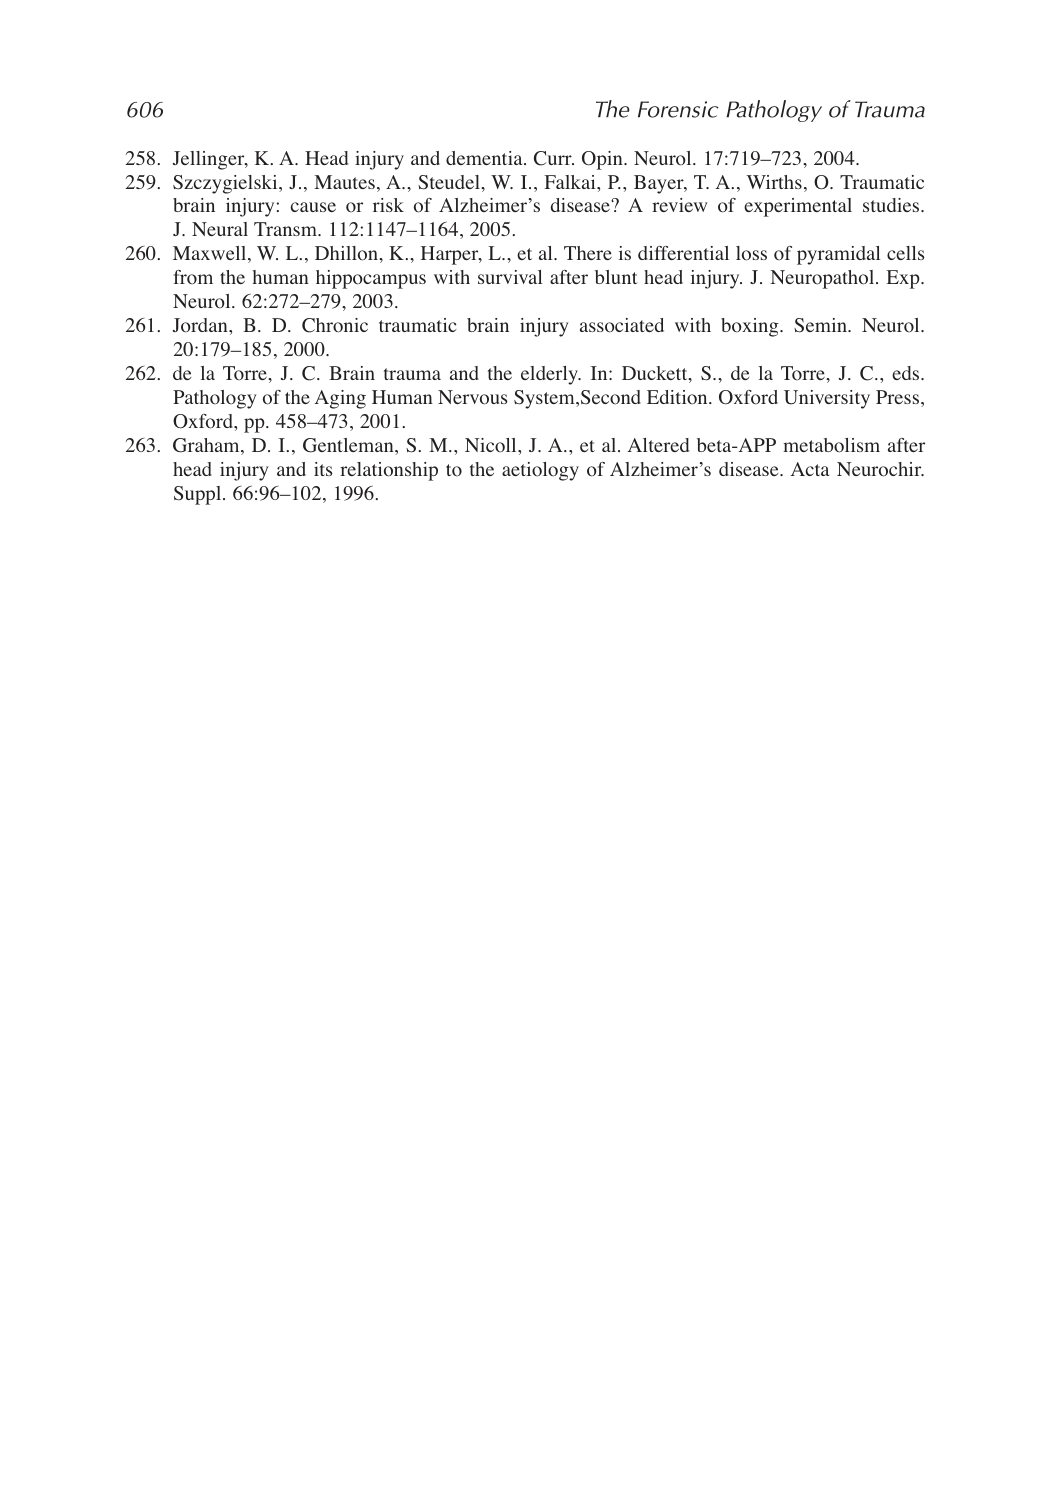 606 The Forensic Pathology of Trauma
258. Jellinger, K. A. Head injury and dementia. Curr. Opin. Neurol. 17:719–723, 2004.
259. Szczygielski, J., Mautes, A., Steudel, W. I., Falkai, P., Bayer, T. A., Wirths, O. Traumatic
brain injury: cause or risk of Alzheimer’s disease? A review of experimental studies.
J. Neural Transm. 112:1147–1164, 2005.
260. Maxwell, W. L., Dhillon, K., Harper, L., et al. There is differential loss of pyramidal cells
from the human hippocampus with survival after blunt head injury. J. Neuropathol. Exp.
Neurol. 62:272–279, 2003.
261. Jordan, B. D. Chronic traumatic brain injury associated with boxing. Semin. Neurol.
20:179–185, 2000.
262. de la Torre, J. C. Brain trauma and the elderly. In: Duckett, S., de la Torre, J. C., eds.
Pathology of the Aging Human Nervous System,Second Edition. Oxford University Press,
Oxford, pp. 458–473, 2001.
263. Graham, D. I., Gentleman, S. M., Nicoll, J. A., et al. Altered beta-APP metabolism after
head injury and its relationship to the aetiology of Alzheimer’s disease. Acta Neurochir.
Suppl. 66:96–102, 1996.